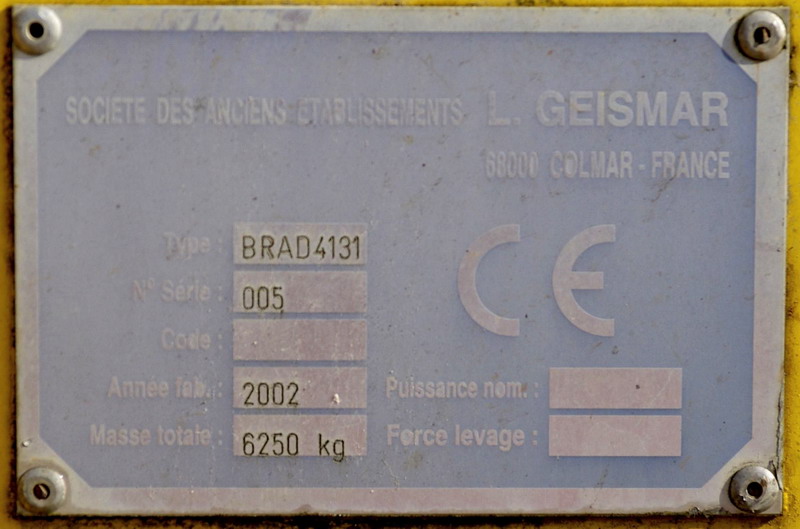 SOCIETE DES ANCIENS ETABLISSEMENTS L. GEISMAR
68000 COLMAR - FRANCE
Type : BRAD4131
N° Série : 005
Code :
Année fab. : 2002
Puissance nom. :
Masse totale : 6250 kg
Force levage :
CE